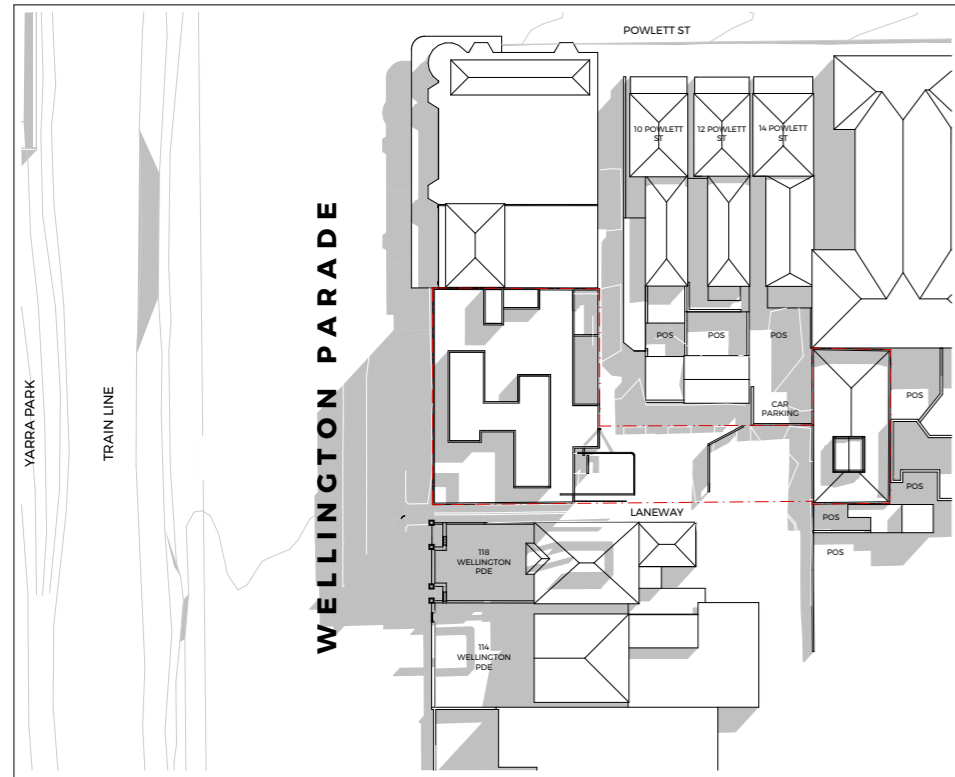 POWLETT ST
10 POWLETT
ST
12 POWLETT
ST
14 POWLETT
ST
WELLINGTON PARADE
YARRA PARK
TRAIN LINE
POS
POS
POS
CAR
PARKING
POS
POS
POS
POS
LANEWAY
118
WELLINGTON
PDE
114
WELLINGTON
PDE